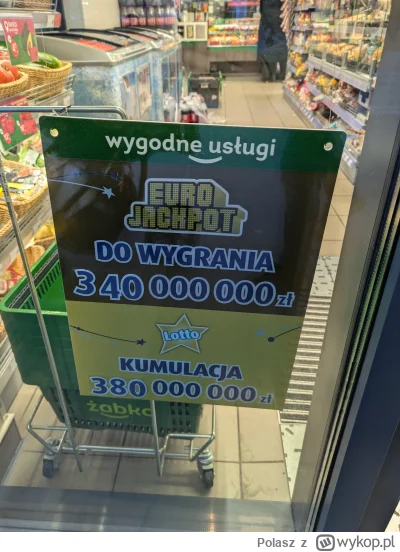 wygodne usługi
EURO
JACKPOT
DO WYGRANIA
340 000 000 zł
Lotto
KUMULACJA
380 000 000 zł
żabka
Polasz z wykop.pl